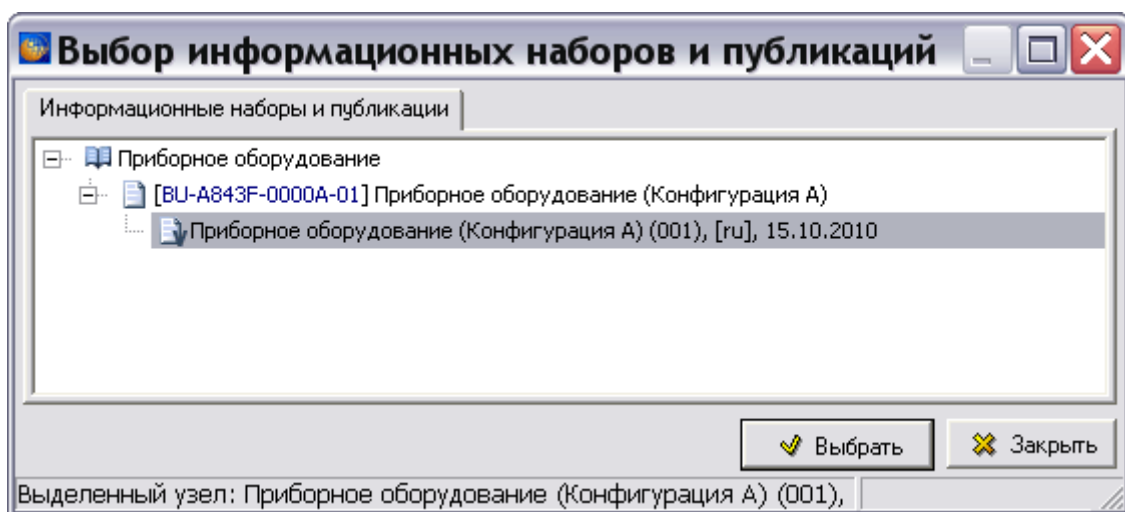 Выбор информационных наборов и публикаций
Информационные наборы и публикации
Приборное оборудование
[BU-A843F-0000A-01] Приборное оборудование (Конфигурация А)
Приборное оборудование (Конфигурация А) (001), [ru], 15.10.2010
Выбрать
Закрыть
Выделенный узел: Приборное оборудование (Конфигурация А) (001),